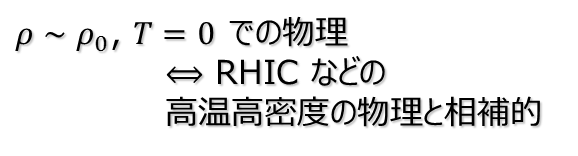 ρ ~ ρ₀, T = 0 での物理
⇔ RHIC などの
高温高密度の物理と相補的